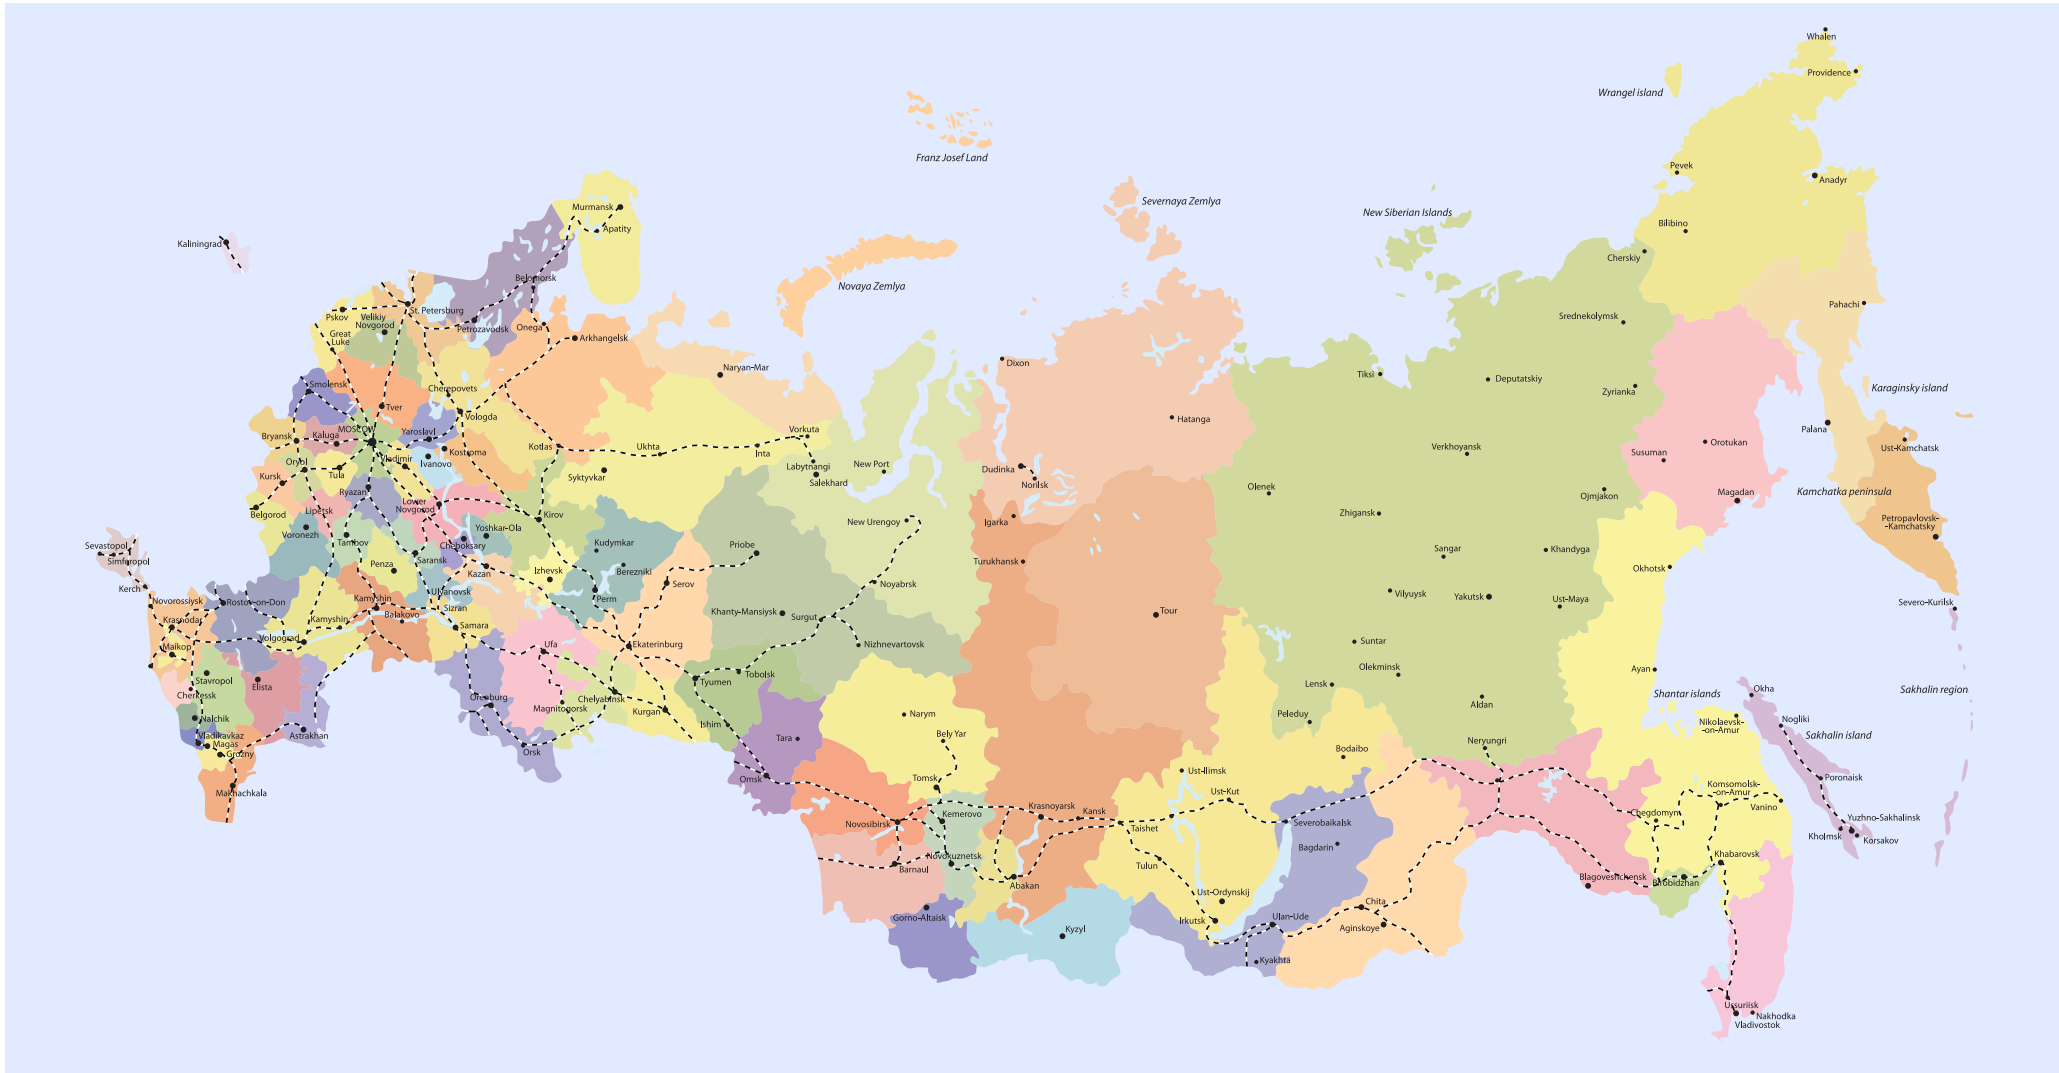 Whalen
Providence
Wrangel island
Franz Josef Land
Pevek
Anadyr
Severnaya Zemlya
New Siberian Islands
Murmansk
Apatity
Bilibino
Kaliningrad
Cherskiy
Belomorsk
Novaya Zemlya
Pahachi
St. Petersburg
Pskov
Velikiy
Novgorod
Petrozavodsk
Onega
Srednekolymsk
Great
Luke
Arkhangelsk
Dixon
Naryan-Mar
Tiksi
Deputatskiy
Smolensk
Cherepovets
Zyrianka
Karaginsky island
Tver
Vologda
Hatanga
MOSCOW
Yaroslavl
Vorkuta
Palana
Bryansk
Kaluga
Kotlas
Ukhta
Inta
Verkhoyansk
Orotukan
Ust-Kamchatsk
Kostroma
Susuman
Oryol
Vladimir
Ivanovo
Labytnangi
New Port
Dudinka
Kursk
Tula
Syktyvkar
Salekhard
Norilsk
Olenek
Ryazan
Ojmjakon
Magadan
Kamchatka peninsula
Lower
Novgorod
Belgorod
Lipetsk
Kirov
New Urengoy
Igarka
Zhigansk
Petropavlovsk-
-Kamchatsky
Voronezh
Yoshkar-Ola
Tambov
Cheboksary
Kudymkar
Priobe
Sangar
Khandyga
Sevastopol
Simferopol
Saransk
Penza
Kazan
Izhevsk
Berezniki
Turukhansk
Okhotsk
Kerch
Serov
Noyabrsk
Ulyanovsk
Vilyuysk
Yakutsk
Ust-Maya
Novorossiysk
Rostov-on-Don
Kamyshin
Sizran
Perm
Khanty-Mansiysk
Tour
Severo-Kurilsk
Krasnodar
Kamyshin
Balakovo
Surgut
Samara
Volgograd
Maikop
Ufa
Ekaterinburg
Nizhnevartovsk
Suntar
Olekminsk
Ayan
Stavropol
Elista
Tyumen
Tobolsk
Lensk
Shantar islands
Okha
Sakhalin region
Cherkessk
Orenburg
Chelyabinsk
Magnitogorsk
Kurgan
Narym
Peleduy
Aldan
Nalchik
Ishim
Nikolaevsk-
-on-Amur
Nogliki
Vladikavkaz
Magas
Astrakhan
Tara
Bely Yar
Neryungri
Sakhalin island
Grozny
Orsk
Bodaibo
Omsk
Tomsk
Ust-Ilimsk
Poronaisk
Makhachkala
Ust-Kut
Komsomolsk-
-on-Amur
Vanino
Krasnoyarsk
Kansk
Kemerovo
Chegdomyn
Novosibirsk
Taishet
Severobaikalsk
Yuzhno-Sakhalinsk
Kholmsk
Korsakov
Bagdarin
Novokuznetsk
Khabarovsk
Barnaul
Tulun
Abakan
Blagoveshchensk
Birobidzhan
Ust-Ordynskij
Chita
Gorno-Altaisk
Irkutsk
Ulan-Ude
Kyzyl
Aginskoye
Kyakhta
Ussuriisk
Nakhodka
Vladivostok